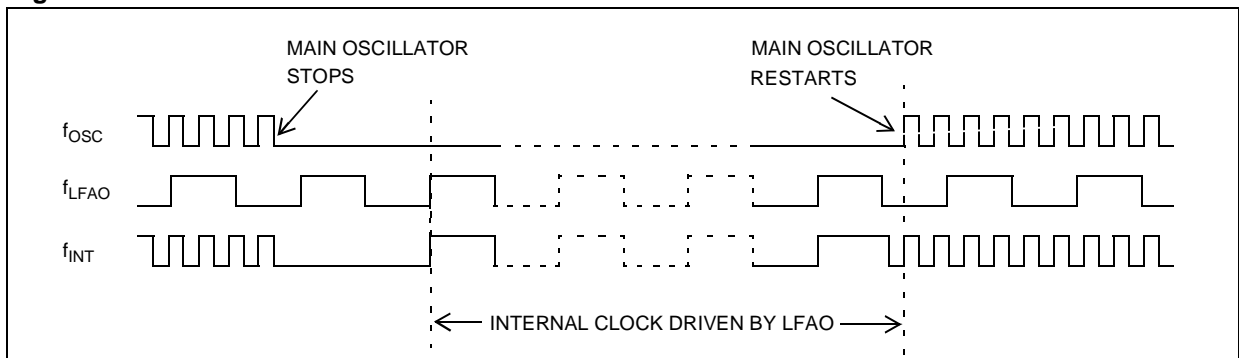 MAIN OSCILLATOR
STOPS
MAIN OSCILLATOR
RESTARTS
fOSC
fLFAO
fINT
INTERNAL CLOCK DRIVEN BY LFAO